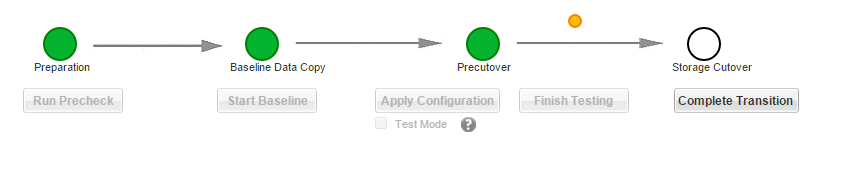 Preparation
Baseline Data Copy
Precutover
Storage Cutover
Run Precheck
Start Baseline
Apply Configuration
Finish Testing
Complete Transition
Test Mode
?